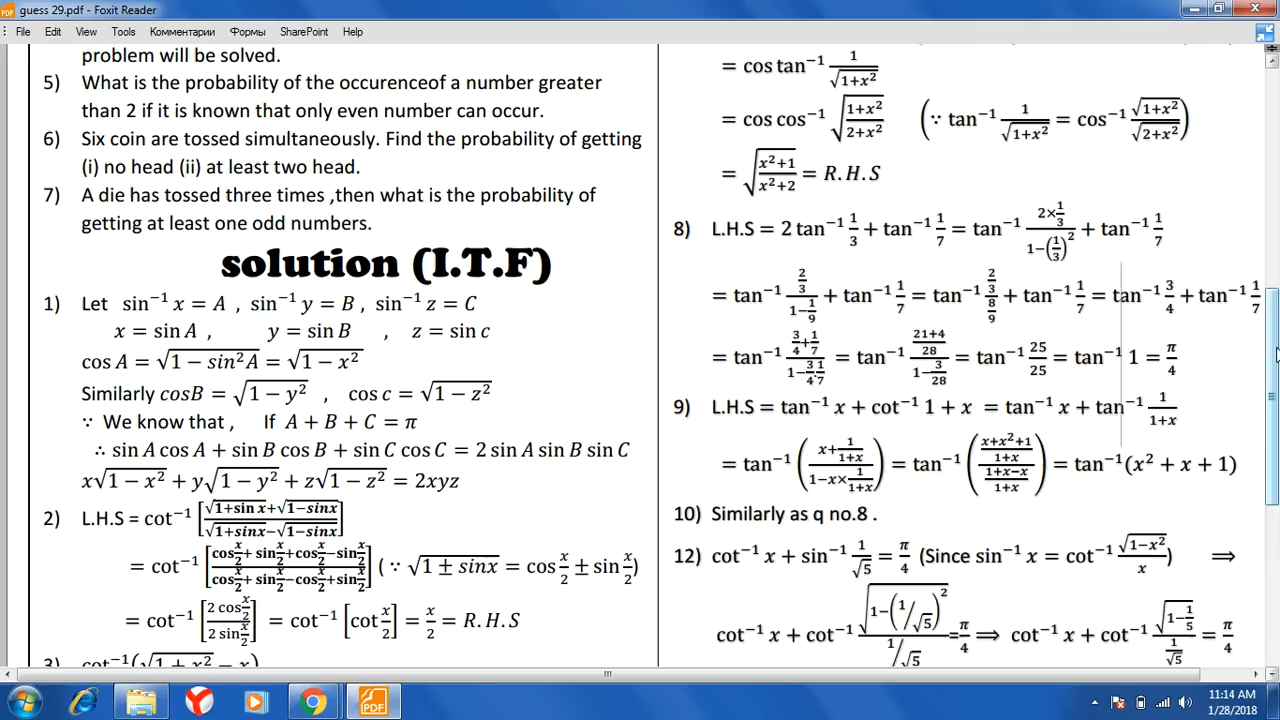 guess 29.pdf - Foxit Reader
File Edit View Tools Комментарии Формы SharePoint Help
problem will be solved.
5) What is the probability of the occurenceof a number greater
than 2 if it is known that only even number can occur.
6) Six coin are tossed simultaneously. Find the probability of getting
(i) no head (ii) at least two head.
7) A die has tossed three times ,then what is the probability of
getting at least one odd numbers.
solution (I.T.F)
1) Let sin⁻¹ x = A , sin⁻¹ y = B , sin⁻¹ z = C
x = sin A , y = sin B , z = sin c
cos A = √(1 − sin²A) = √(1 − x²)
Similarly cosB = √(1 − y²) , cos c = √(1 − z²)
∵ We know that , If A + B + C = π
∴ sin A cos A + sin B cos B + sin C cos C = 2 sin A sin B sin C
x√(1 − x²) + y√(1 − y²) + z√(1 − z²) = 2xyz
2) L.H.S = cot⁻¹ [(√(1+sin x)+√(1−sinx))/(√(1+sinx)−√(1−sinx))]
= cot⁻¹ [(cos x/2 + sin x/2 + cos x/2 − sin x/2)/(cos x/2 + sin x/2 − cos x/2 + sin x/2)] (∵ √(1 ± sinx) = cos x/2 ± sin x/2)
= cot⁻¹ [(2 cos x/2)/(2 sin x/2)] = cot⁻¹ [cot x/2] = x/2 = R.H.S
3) cot⁻¹(√(1 + x²) − x)
= cos tan⁻¹ 1/√(1+x²)
= cos cos⁻¹ √((1+x²)/(2+x²)) (∵ tan⁻¹ 1/√(1+x²) = cos⁻¹ √(1+x²)/√(2+x²))
= √((x²+1)/(x²+2)) = R.H.S
8) L.H.S = 2 tan⁻¹ 1/3 + tan⁻¹ 1/7 = tan⁻¹ (2×1/3)/(1−(1/3)²) + tan⁻¹ 1/7
= tan⁻¹ (2/3)/(1−1/9) + tan⁻¹ 1/7 = tan⁻¹ (2/3)/(8/9) + tan⁻¹ 1/7 = tan⁻¹ 3/4 + tan⁻¹ 1/7
= tan⁻¹ (3/4+1/7)/(1−3/4.1/7) = tan⁻¹ ((21+4)/28)/(1−3/28) = tan⁻¹ 25/25 = tan⁻¹ 1 = π/4
9) L.H.S = tan⁻¹ x + cot⁻¹ 1 + x = tan⁻¹ x + tan⁻¹ 1/(1+x)
= tan⁻¹ ((x+1/(1+x))/(1−x×1/(1+x))) = tan⁻¹ (((x+x²+1)/(1+x))/((1+x−x)/(1+x))) = tan⁻¹(x² + x + 1)
10) Similarly as q no.8 .
12) cot⁻¹ x + sin⁻¹ 1/√5 = π/4 (Since sin⁻¹ x = cot⁻¹ √(1−x²)/x) ⟹
cot⁻¹ x + cot⁻¹ √(1−(1/√5)²)/(1/√5) =π/4 ⟹ cot⁻¹ x + cot⁻¹ √(1−1/5)/(1/√5) = π/4
11:14 AM
1/28/2018